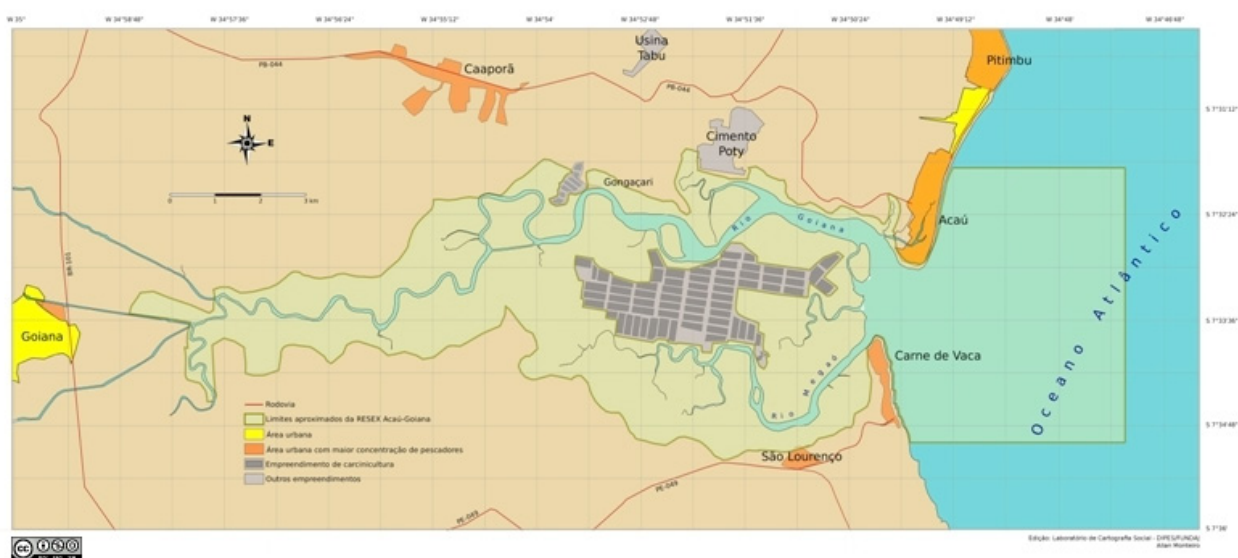 W 35°
W 34°58'48"
W 34°57'36"
W 34°56'24"
W 34°55'12"
W 34°54'
W 34°52'48"
W 34°51'36"
W 34°50'24"
W 34°49'12"
W 34°48'
W 34°46'48"
Usina
Tabu
Pitimbu
PB-044
Caaporã
PB-044
S 7°31'12"
N
E
Cimento
Poty
0 1 2 3 km
Gongaçari
Rio Goiana
Acaú
S 7°32'24"
Oceano Atlântico
BR-101
Goiana
S 7°33'36"
Carne de Vaca
Rio Megaó
Rodovia
Limites aproximados da RESEX Acaú-Goiana
Área urbana
Área urbana com maior concentração de pescadores
Empreendimento de carcinicultura
Outros empreendimentos
S 7°34'48"
São Lourenço
PE-049
PE-049
S 7°36'
Edição: Laboratório de Cartografia Social - DIPES/FUNDAJ
Allan Monteiro
cc